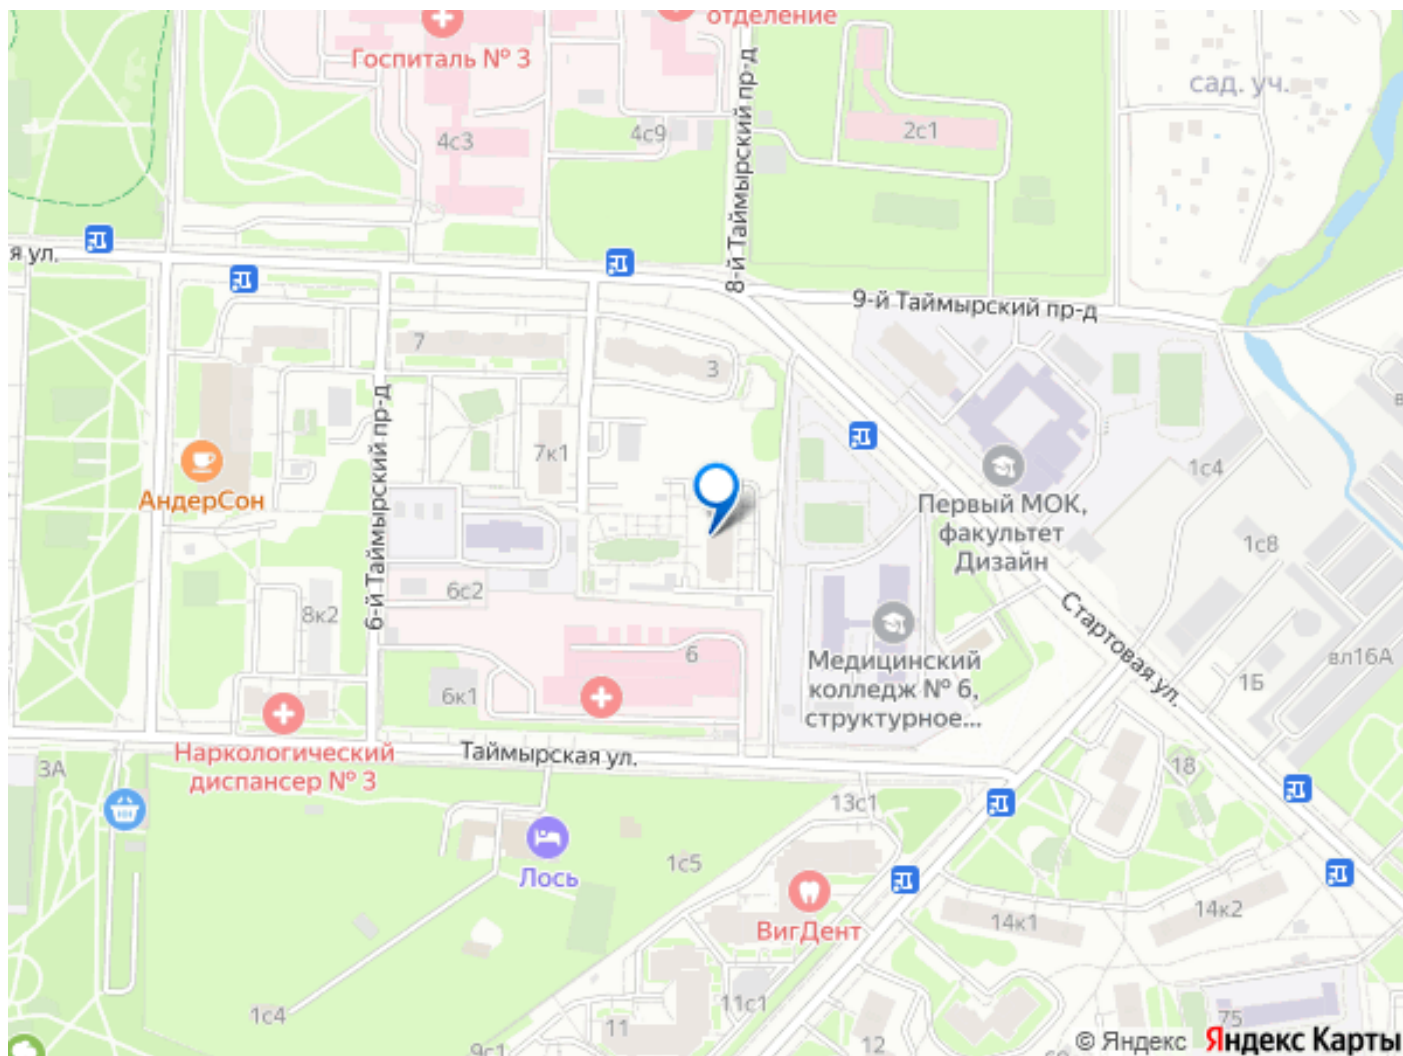 отделение
Госпиталь № 3
сад. уч.
4с3
4с9
2с1
8-й Таймырский пр-д
я ул.
9-й Таймырский пр-д
7
3
6-й Таймырский пр-д
7к1
1с4
АндерСон
Первый МОК,
факультет
Дизайн
1с8
6с2
8к2
Стартовая ул.
6
Медицинский
колледж № 6,
структурное...
вл16А
1Б
6к1
Наркологический
диспансер № 3
Таймырская ул.
3А
18
13с1
1с5
Лось
14к1
14к2
ВигДент
11с1
1с4
11
12
75
9с1
© Яндекс Яндекс Карты